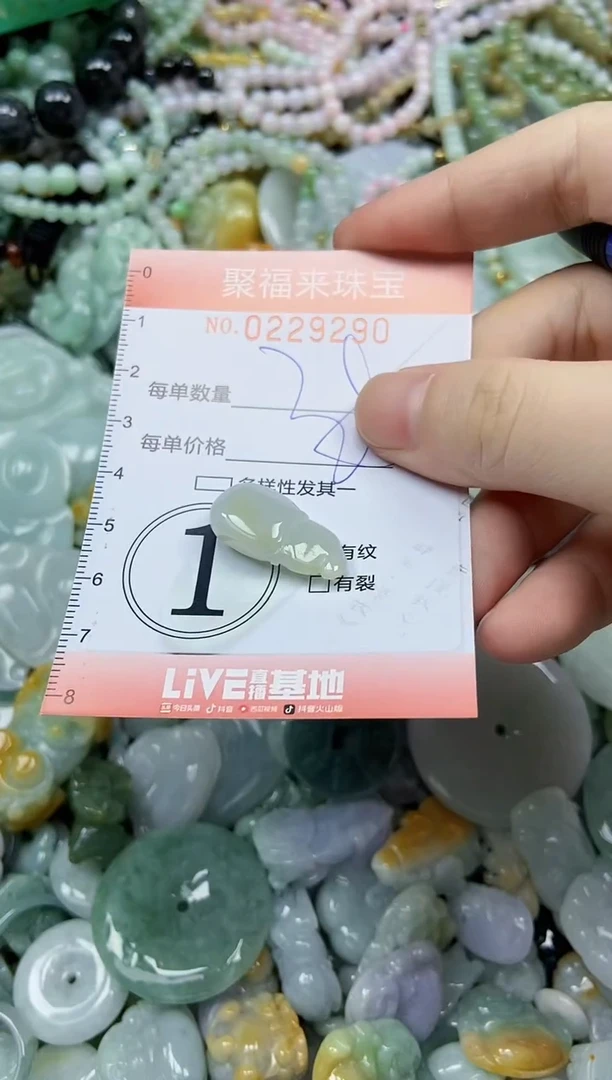 0
聚福来珠宝
NO.0229290
1
2
每单数量
3
每单价格
4
多样性发其一
5
1
有纹
6
有裂
7
LIVE直播基地
8
今日头条 抖音 西瓜视频 抖音火山版